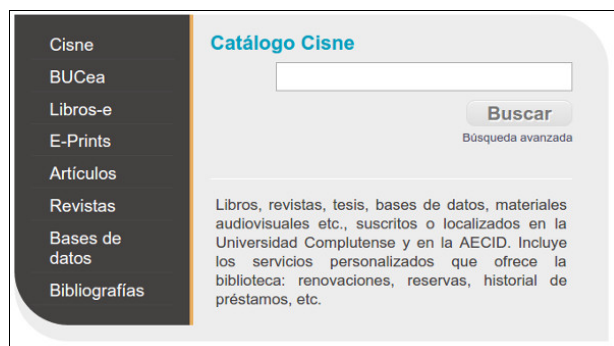 Cisne
BUCea
Libros-e
E-Prints
Artículos
Revistas
Bases de
datos
Bibliografías
Catálogo Cisne
Buscar
Búsqueda avanzada
Libros, revistas, tesis, bases de datos, materiales
audiovisuales etc., suscritos o localizados en la
Universidad Complutense y en la AECID. Incluye
los servicios personalizados que ofrece la
biblioteca: renovaciones, reservas, historial de
préstamos, etc.